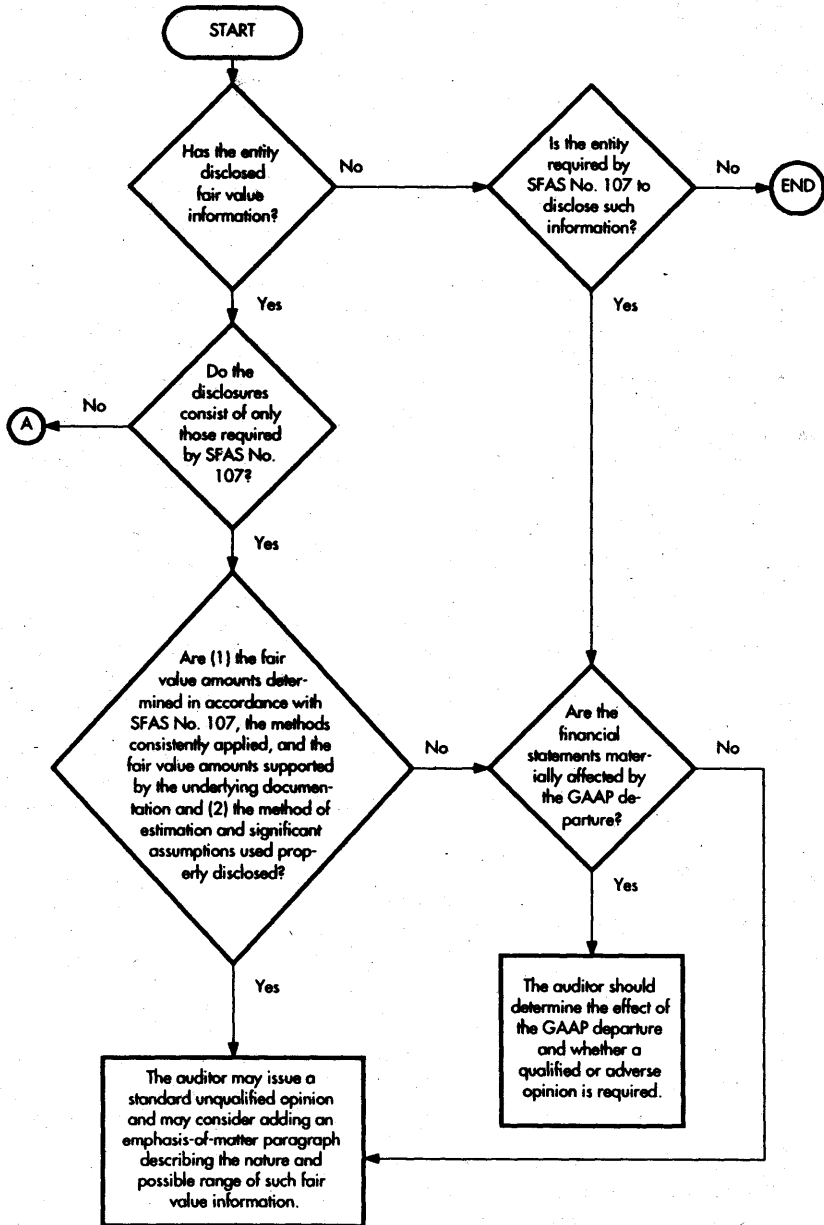 START
Has the entity
disclosed
fair value
information?
No
Is the entity
required by
SFAS No. 107 to
disclose such
information?
No
END
Yes
Yes
Do the
disclosures
consist of only
those required
by SFAS No.
107?
No
A
Yes
Are (1) the fair
value amounts deter-
mined in accordance with
SFAS No. 107, the methods
consistently applied, and the
fair value amounts supported
by the underlying documen-
tation and (2) the method of
estimation and significant
assumptions used prop-
erly disclosed?
No
Are the
financial
statements mater-
ially affected by
the GAAP de-
parture?
No
Yes
Yes
The auditor should
determine the effect of
the GAAP departure
and whether a
qualified or adverse
opinion is required.
The auditor may issue a
standard unqualified opinion
and may consider adding an
emphasis-of-matter paragraph
describing the nature and
possible range of such fair
value information.